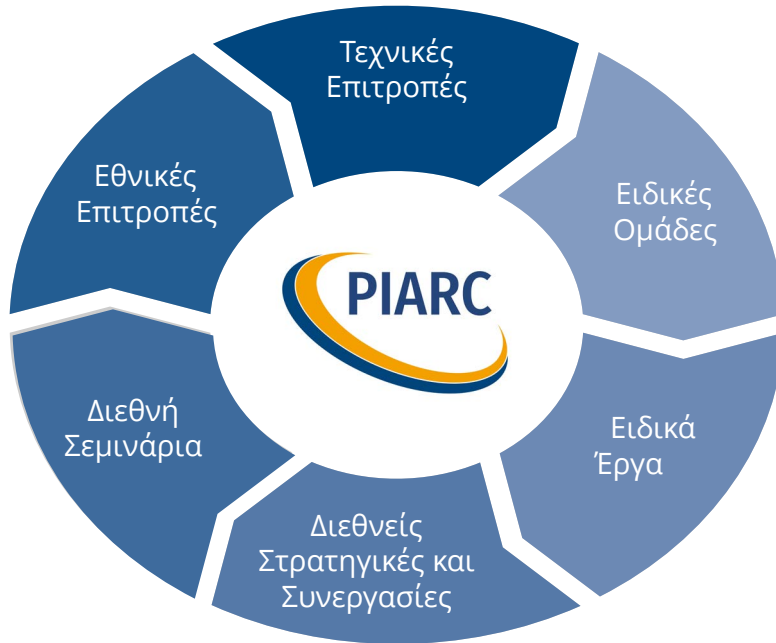 Τεχνικές
Επιτροπές
Ειδικές
Ομάδες
Ειδικά
Έργα
Διεθνείς
Στρατηγικές και
Συνεργασίες
Διεθνή
Σεμινάρια
Εθνικές
Επιτροπές
PIARC